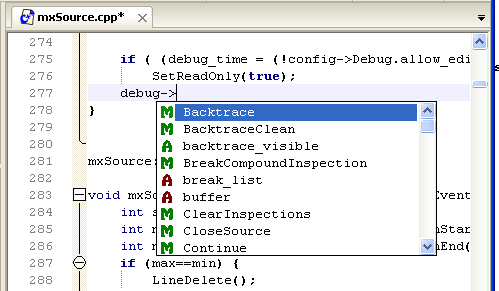 mxSource.cpp*
274
275 if ( (debug_time = (!config->Debug.allow_edi
276 SetReadOnly(true);
277 debug->
278 }
279
280
281 mxSource:
282
283 void mxSo Event
284 int s
285 int m nStar
286 int m nEnd(
287 if (max==min) {
288 LineDelete();
M Backtrace
M BacktraceClean
A backtrace_visible
M BreakCompoundInspection
A break_list
A buffer
M ClearInspections
M CloseSource
M Continue